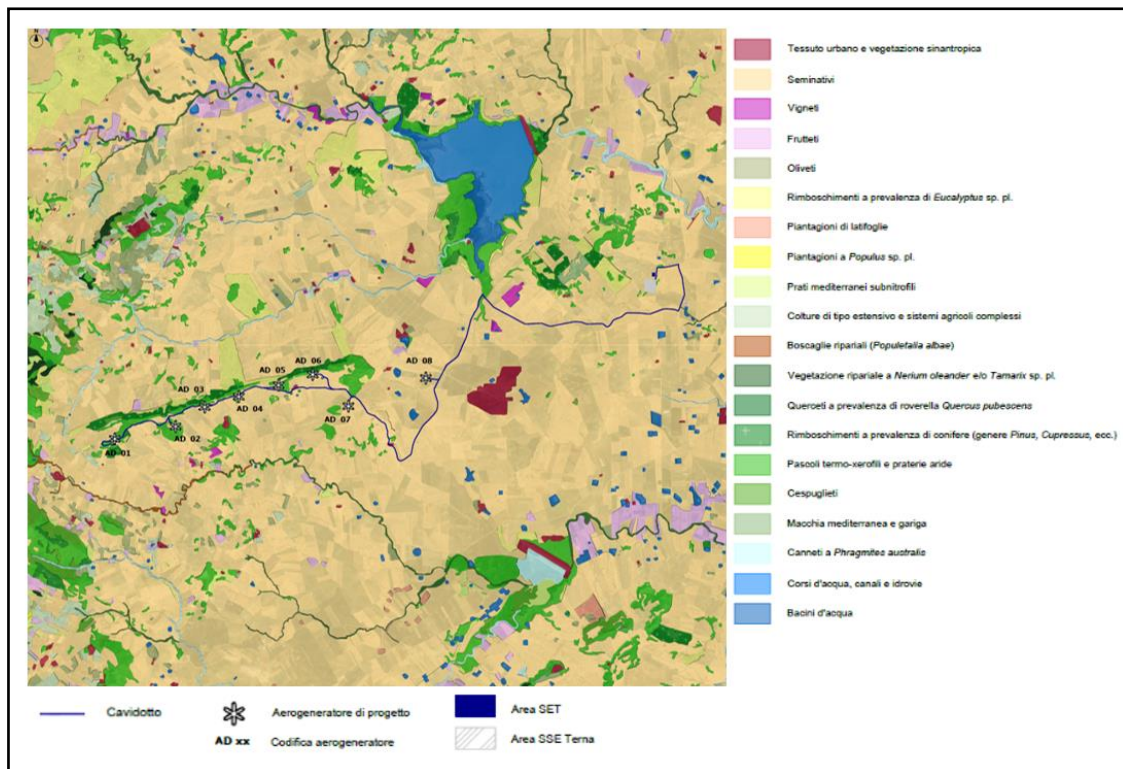 N
AD 01
AD 02
AD 03
AD 04
AD 05
AD 06
AD 07
AD 08
Tessuto urbano e vegetazione sinantropica
Seminativi
Vigneti
Frutteti
Oliveti
Rimboschimenti a prevalenza di Eucalyptus sp. pl.
Piantagioni di latifoglie
Piantagioni a Populus sp. pl.
Prati mediterranei subnitrofili
Colture di tipo estensivo e sistemi agricoli complessi
Boscaglie ripariali (Populetalia albae)
Vegetazione ripariale a Nerium oleander e/o Tamarix sp. pl.
Querceti a prevalenza di roverella Quercus pubescens
Rimboschimenti a prevalenza di conifere (genere Pinus, Cupressus, ecc.)
Pascoli termo-xerofili e praterie aride
Cespuglieti
Macchia mediterranea e gariga
Canneti a Phragmites australis
Corsi d'acqua, canali e idrovie
Bacini d'acqua
Cavidotto
Aerogeneratore di progetto
AD xx Codifica aerogeneratore
Area SET
Area SSE Terna